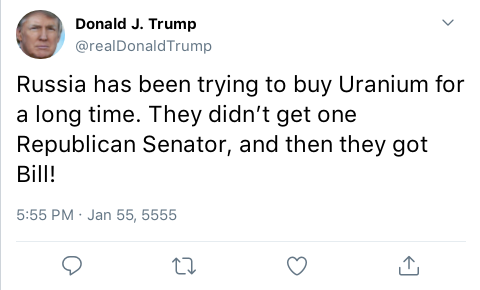 Donald J. Trump
@realDonaldTrump
Russia has been trying to buy Uranium for
a long time. They didn’t get one
Republican Senator, and then they got
Bill!
5:55 PM · Jan 55, 5555